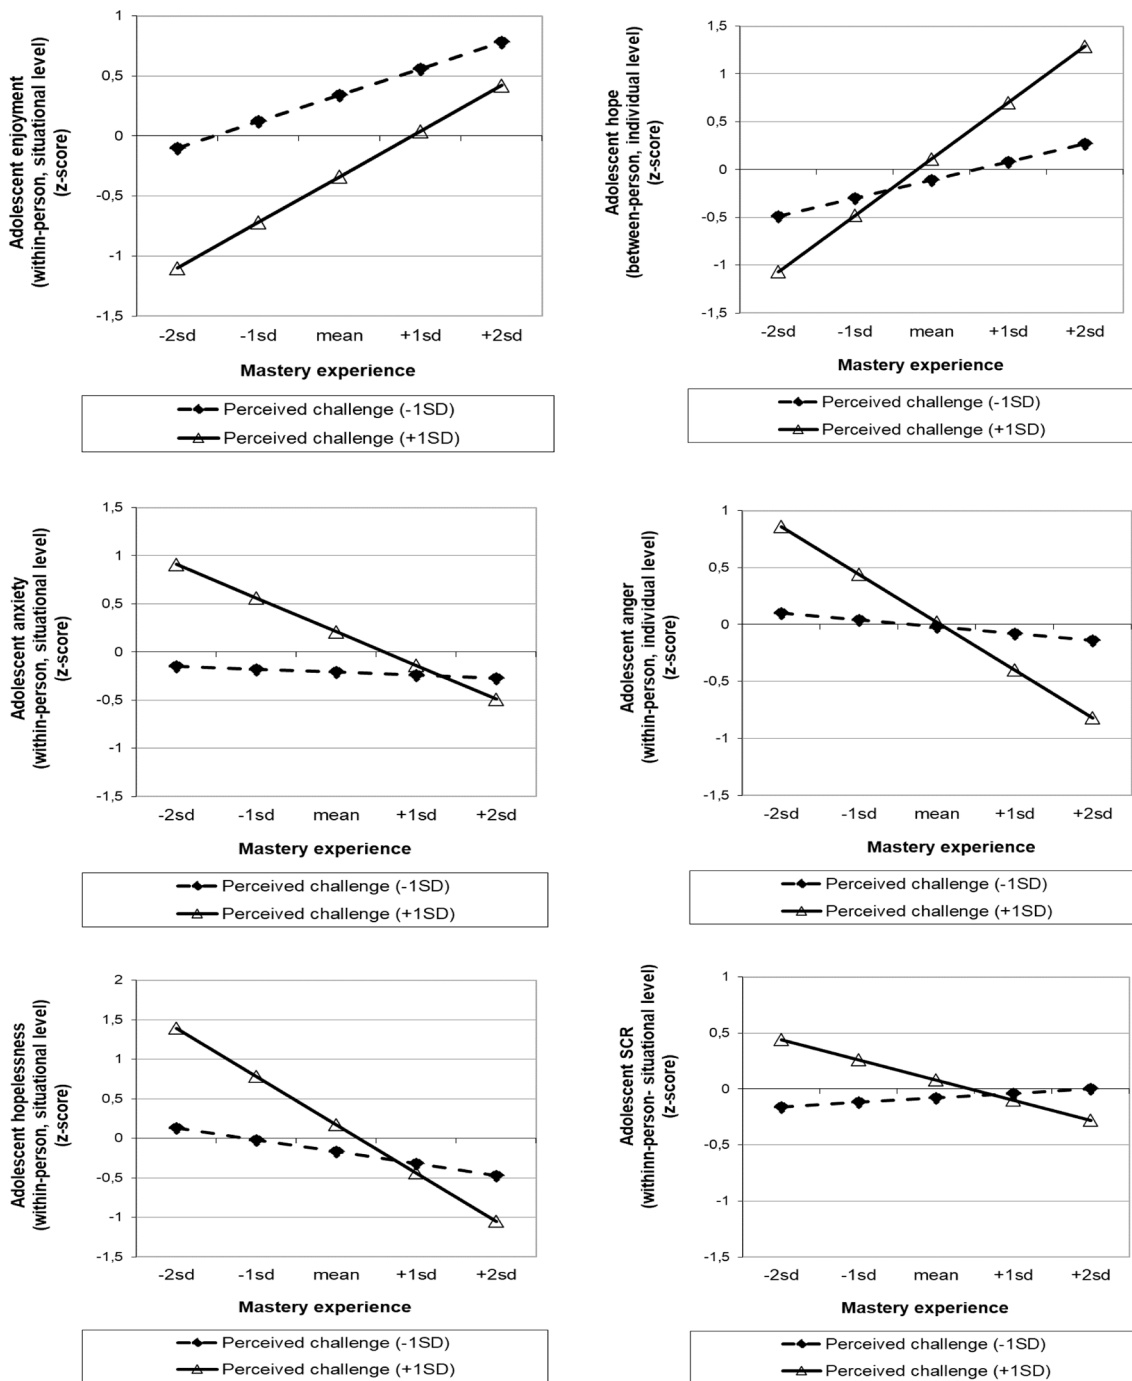 Adolescent enjoyment
(within-person, situational level)
(z-score)
1
0,5
0
-0,5
-1
-1,5
-2sd
-1sd
mean
+1sd
+2sd
Mastery experience
Perceived challenge (-1SD)
Perceived challenge (+1SD)
Adolescent hope
(between-person, individual level)
(z-score)
1,5
1
0,5
0
-0,5
-1
-1,5
-2sd
-1sd
mean
+1sd
+2sd
Mastery experience
Perceived challenge (-1SD)
Perceived challenge (+1SD)
Adolescent anxiety
(within-person, situational level)
(z-score)
1,5
1
0,5
0
-0,5
-1
-1,5
-2sd
-1sd
mean
+1sd
+2sd
Mastery experience
Perceived challenge (-1SD)
Perceived challenge (+1SD)
Adolescent anger
(within-person, individual level)
(z-score)
1
0,5
0
-0,5
-1
-1,5
-2sd
-1sd
mean
+1sd
+2sd
Mastery experience
Perceived challenge (-1SD)
Perceived challenge (+1SD)
Adolescent hopelessness
(within-person, situational level)
(z-score)
2
1,5
1
0,5
0
-0,5
-1
-1,5
-2sd
-1sd
mean
+1sd
+2sd
Mastery experience
Perceived challenge (-1SD)
Perceived challenge (+1SD)
Adolescent SCR
(withinn-person- situational level)
(z-score)
1
0,5
0
-0,5
-1
-1,5
-2sd
-1sd
mean
+1sd
+2sd
Mastery experience
Perceived challenge (-1SD)
Perceived challenge (+1SD)